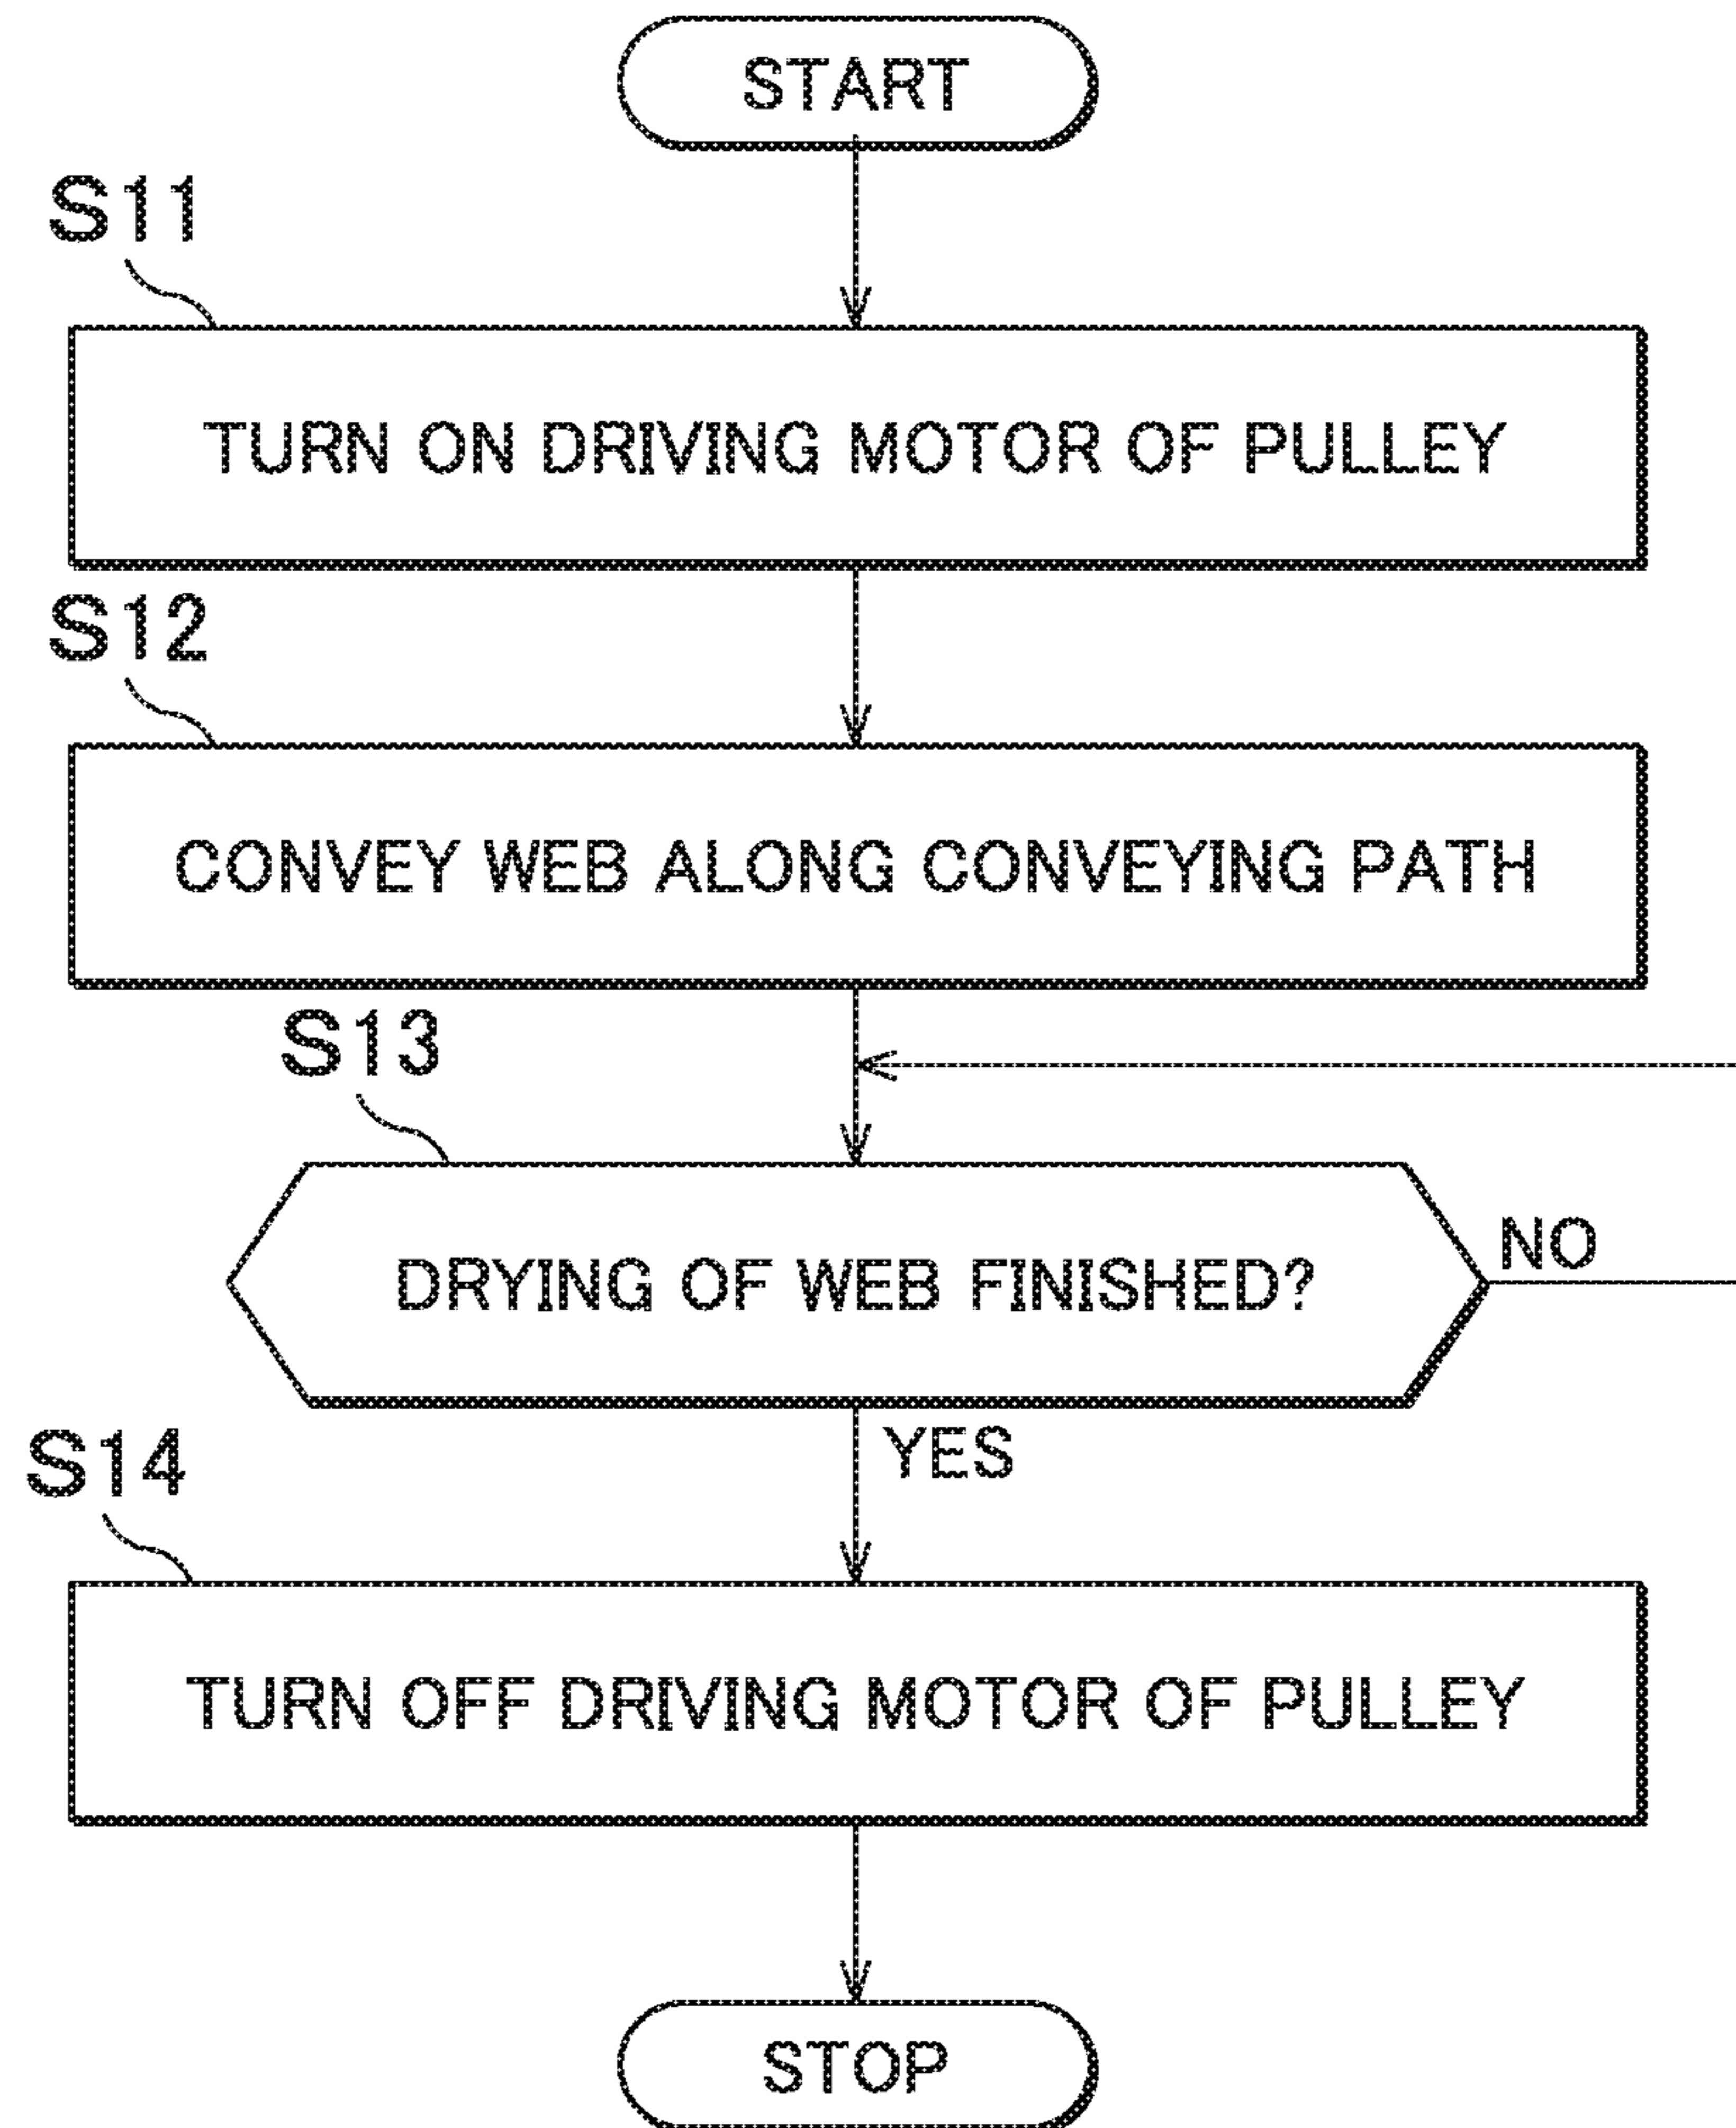 START
S11
TURN ON DRIVING MOTOR OF PULLEY
S12
CONVEY WEB ALONG CONVEYING PATH
S13
DRYING OF WEB FINISHED?
NO
YES
S14
TURN OFF DRIVING MOTOR OF PULLEY
STOP